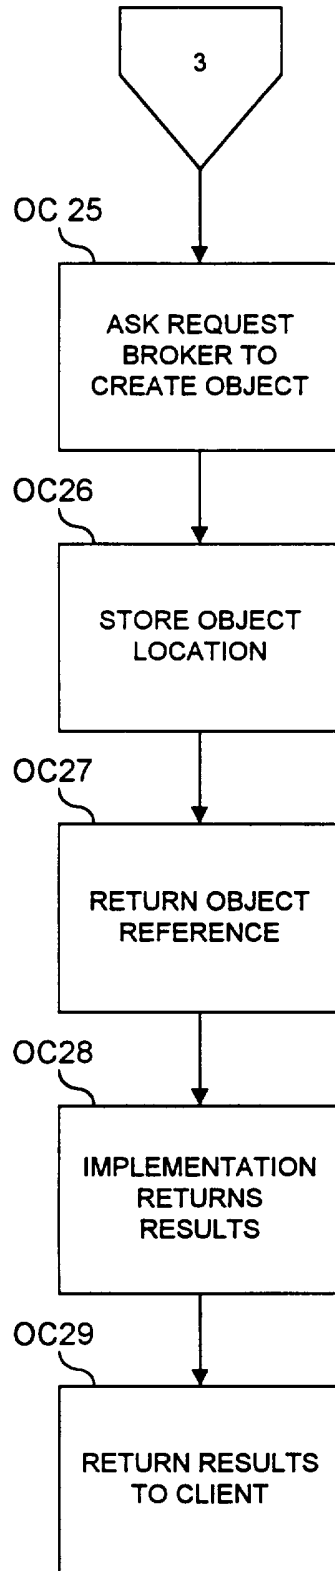 3
OC 25
ASK REQUEST
BROKER TO
CREATE OBJECT
OC26
STORE OBJECT
LOCATION
OC27
RETURN OBJECT
REFERENCE
OC28
IMPLEMENTATION
RETURNS
RESULTS
OC29
RETURN RESULTS
TO CLIENT